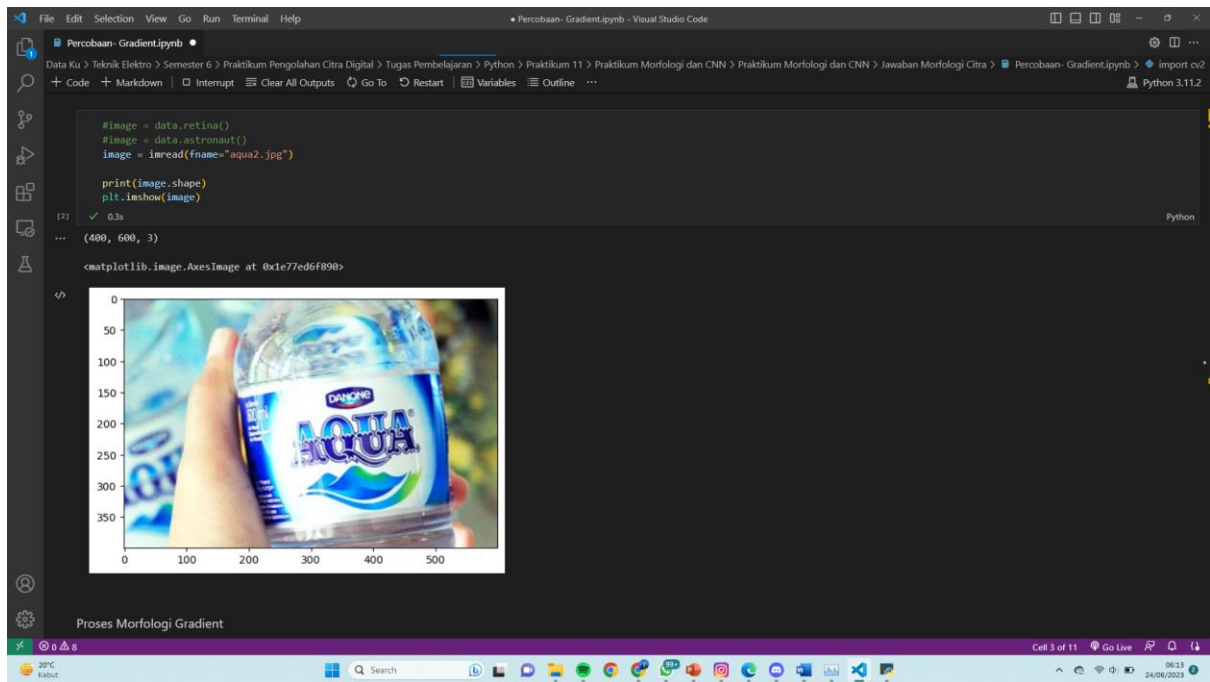 File Edit Selection View Go Run Terminal Help
● Percobaan- Gradient.ipynb - Visual Studio Code
Percobaan- Gradient.ipynb ●
Data Ku > Teknik Elektro > Semester 6 > Praktikum Pengolahan Citra Digital > Tugas Pembelajaran > Python > Praktikum 11 > Praktikum Morfologi dan CNN > Praktikum Morfologi dan CNN > Jawaban Morfologi Citra > Percobaan- Gradient.ipynb > import cv2
+ Code + Markdown | Interrupt Clear All Outputs Go To Restart | Variables Outline ···
Python 3.11.2
#image = data.retina()
#image = data.astronaut()
image = imread(fname="aqua2.jpg")
print(image.shape)
plt.imshow(image)
[2] ✓ 0.3s
Python
··· (400, 600, 3)
<matplotlib.image.AxesImage at 0x1e77ed6f890>
0
50
100
150
200
250
300
350
0 100 200 300 400 500
DANONE
AQUA
Proses Morfologi Gradient
1
0 8
Cell 3 of 11 Go Live
20°C
Kabut
Search
99+
06:13
24/06/2023
2